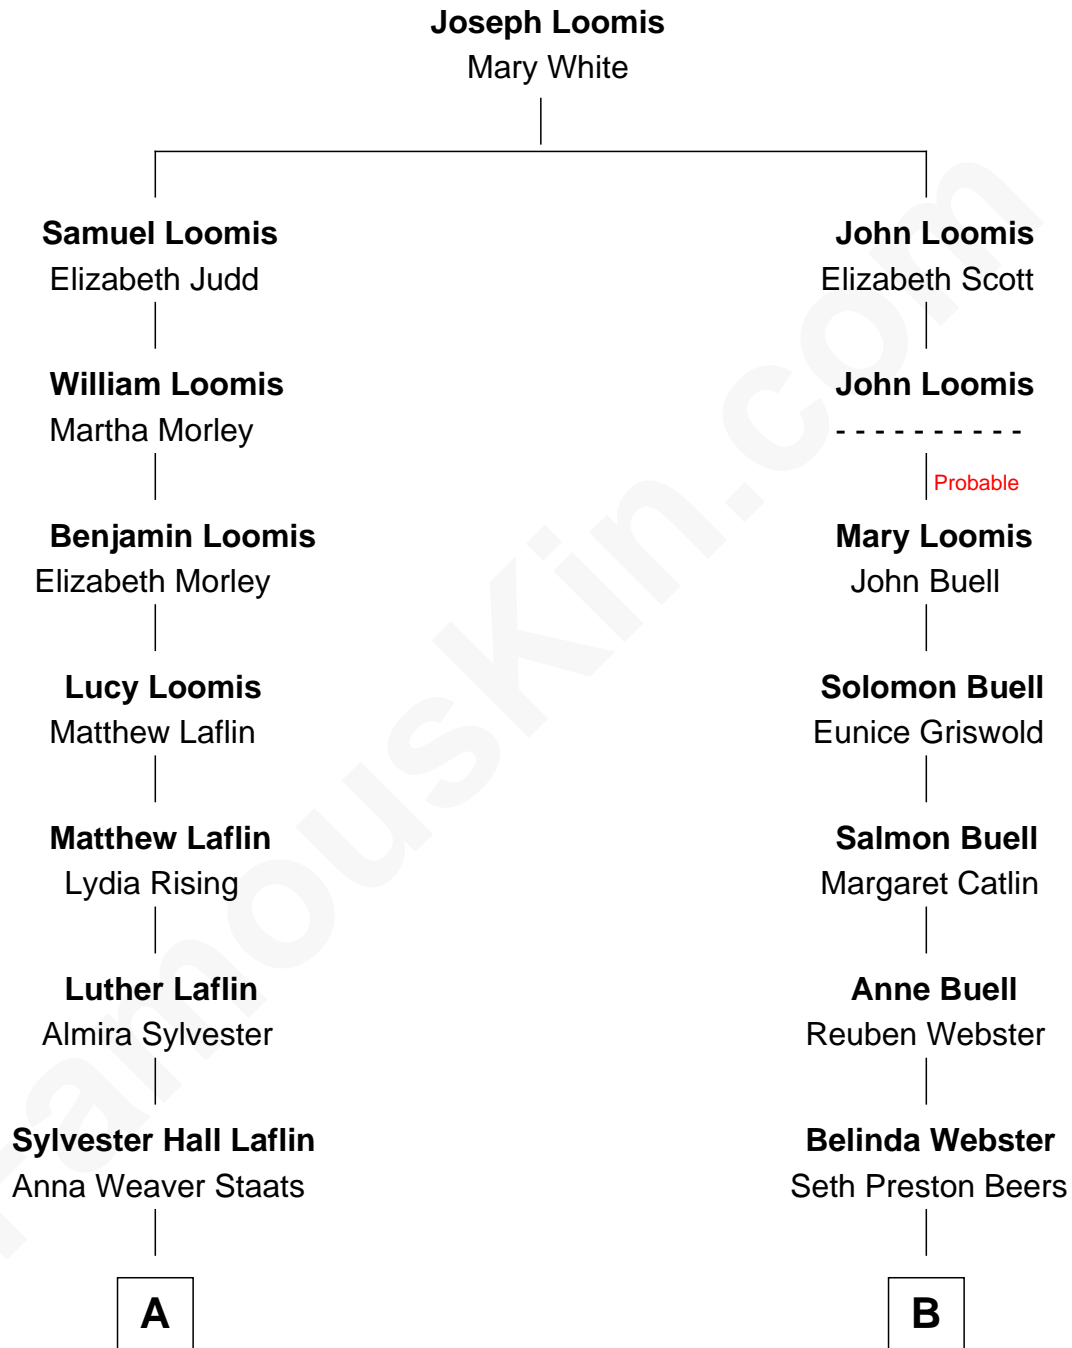 Joseph Loomis
Mary White
Samuel Loomis
Elizabeth Judd
William Loomis
Martha Morley
Benjamin Loomis
Elizabeth Morley
Lucy Loomis
Matthew Laflin
Matthew Laflin
Lydia Rising
Luther Laflin
Almira Sylvester
Sylvester Hall Laflin
Anna Weaver Staats
A
John Loomis
Elizabeth Scott
John Loomis
- - - - - - - - - -
Probable
Mary Loomis
John Buell
Solomon Buell
Eunice Griswold
Salmon Buell
Margaret Catlin
Anne Buell
Reuben Webster
Belinda Webster
Seth Preston Beers
B
FamousKin.com